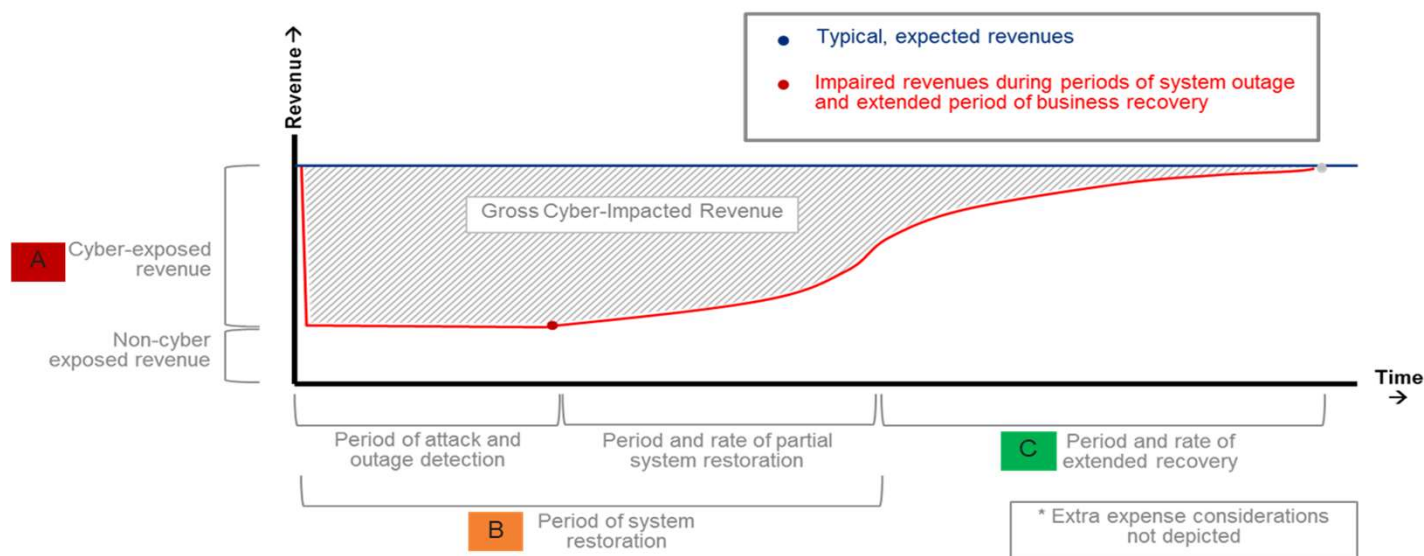 Revenue →
Typical, expected revenues
Impaired revenues during periods of system outage
and extended period of business recovery
Gross Cyber-Impacted Revenue
A
Cyber-exposed
revenue
Non-cyber
exposed revenue
Time
→
Period of attack and
outage detection
Period and rate of partial
system restoration
C
Period and rate of
extended recovery
B
Period of system
restoration
* Extra expense considerations
not depicted